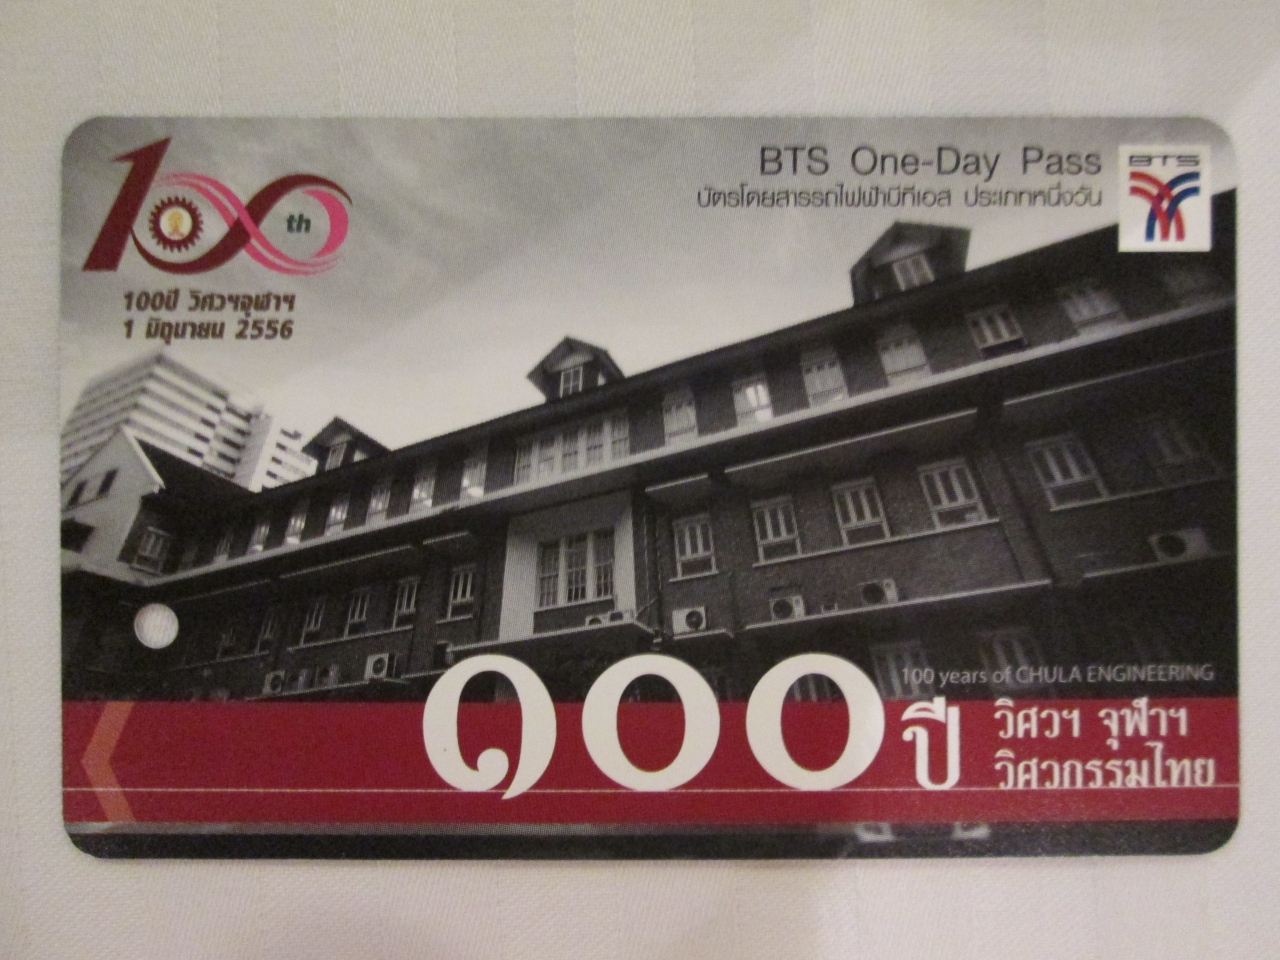 100th
100ปี วิศวฯจุฬาฯ
1 มิถุนายน 2556
BTS One-Day Pass
บัตรโดยสารรถไฟฟ้าบีทีเอส ประเภทหนึ่งวัน
BTS
100 years of CHULA ENGINEERING
๑๐๐ ปี
วิศวฯ จุฬาฯ
วิศวกรรมไทย